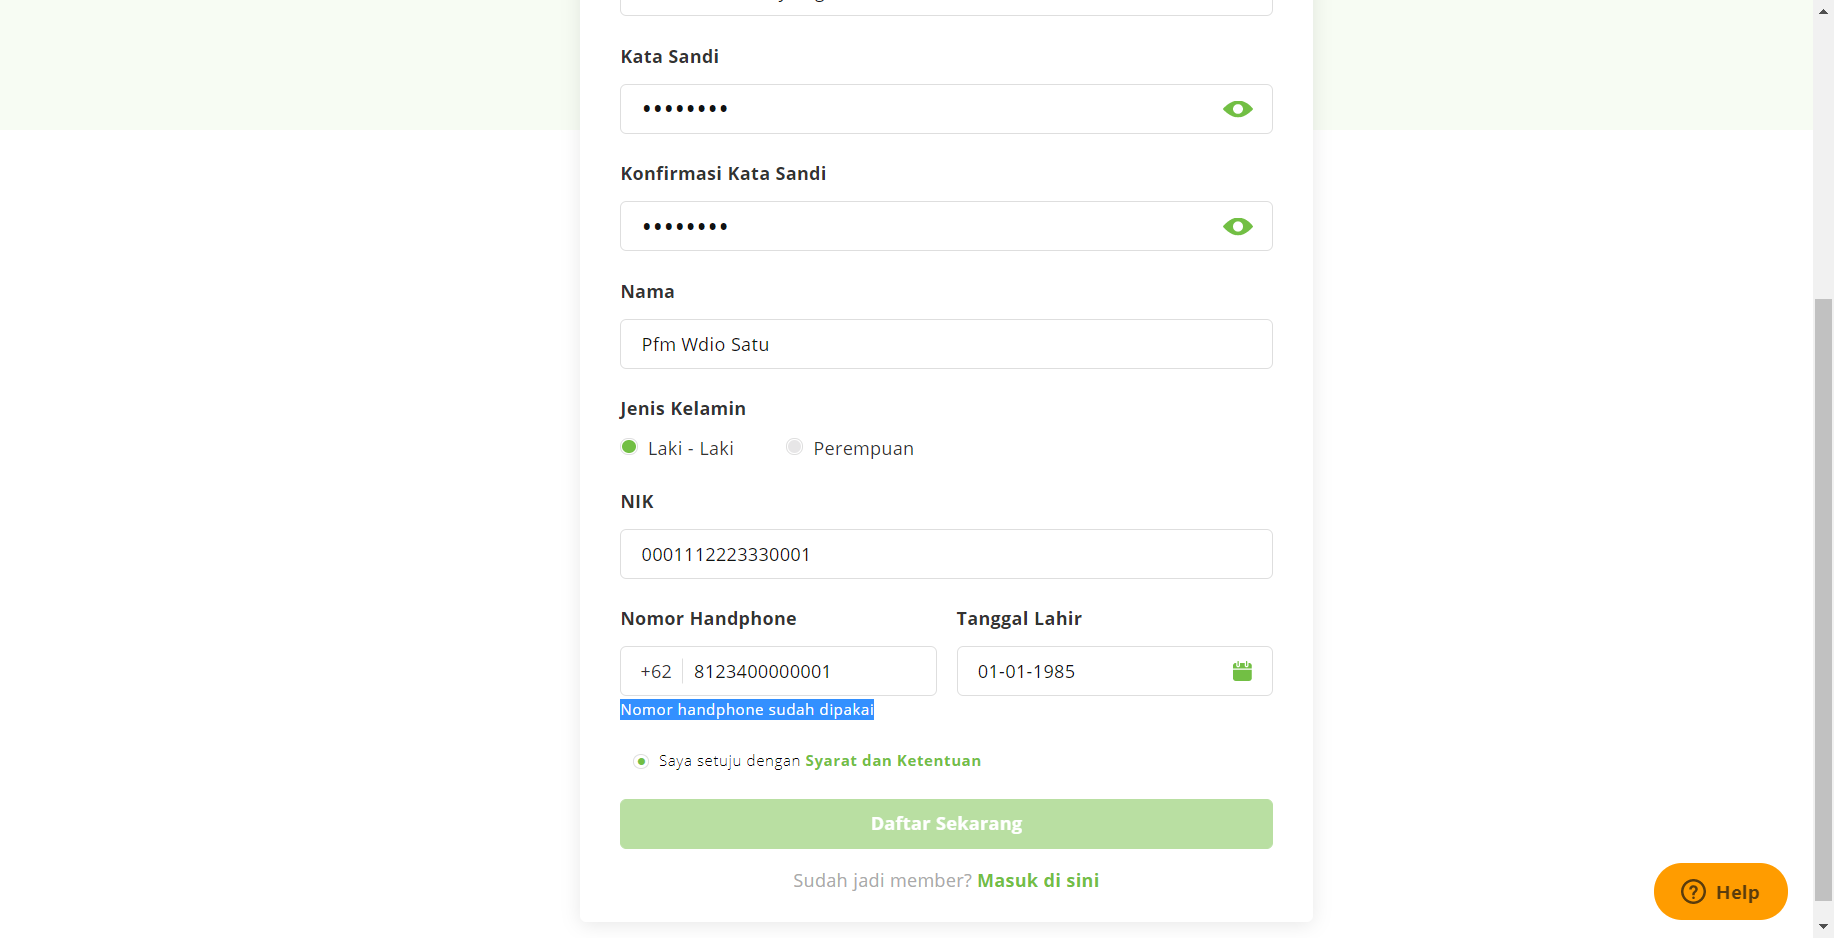 Kata Sandi
••••••••
Konfirmasi Kata Sandi
••••••••
Nama
Pfm Wdio Satu
Jenis Kelamin
Laki - Laki Perempuan
NIK
0001112223330001
Nomor Handphone Tanggal Lahir
+62 8123400000001 01-01-1985
Nomor handphone sudah dipakai
Saya setuju dengan Syarat dan Ketentuan
Daftar Sekarang
Sudah jadi member? Masuk di sini
? Help